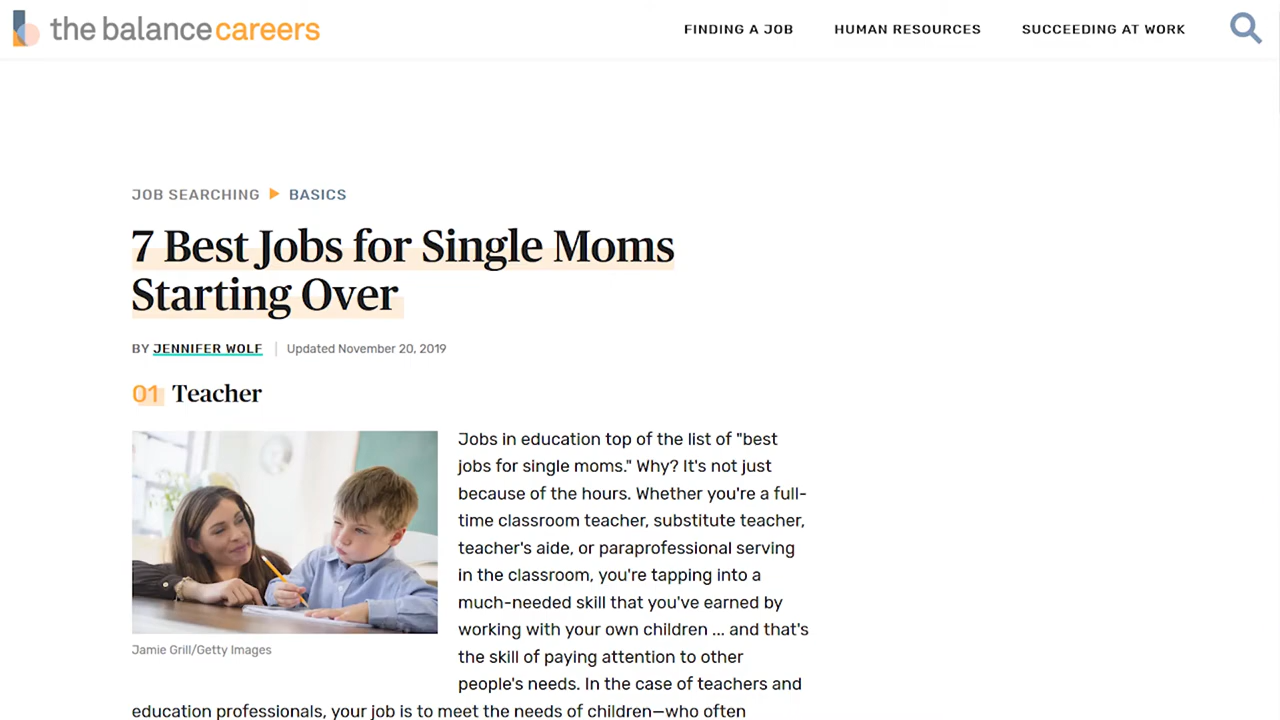 the balance careers
FINDING A JOB
HUMAN RESOURCES
SUCCEEDING AT WORK
JOB SEARCHING ▶ BASICS
7 Best Jobs for Single Moms
Starting Over
BY JENNIFER WOLF | Updated November 20, 2019
01 Teacher
Jobs in education top of the list of "best
jobs for single moms." Why? It's not just
because of the hours. Whether you're a full-
time classroom teacher, substitute teacher,
teacher's aide, or paraprofessional serving
in the classroom, you're tapping into a
much-needed skill that you've earned by
working with your own children ... and that's
the skill of paying attention to other
people's needs. In the case of teachers and
education professionals, your job is to meet the needs of children—who often
Jamie Grill/Getty Images